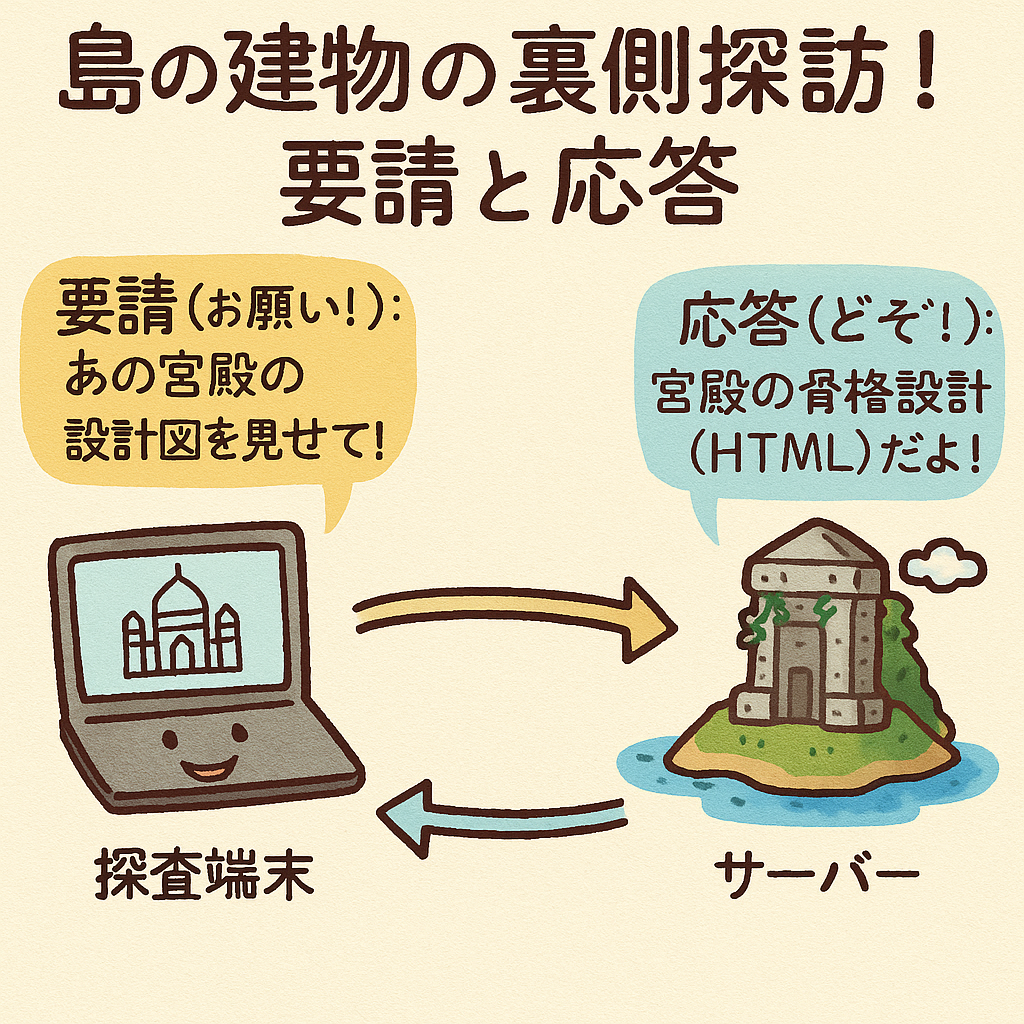 島の建物の裏側探訪！
要請と応答
要請(お願い!):
あの宮殿の
設計図を見せて!
応答(どぞ!):
宮殿の骨格設計
(HTML)だよ!
探査端末
サーバー